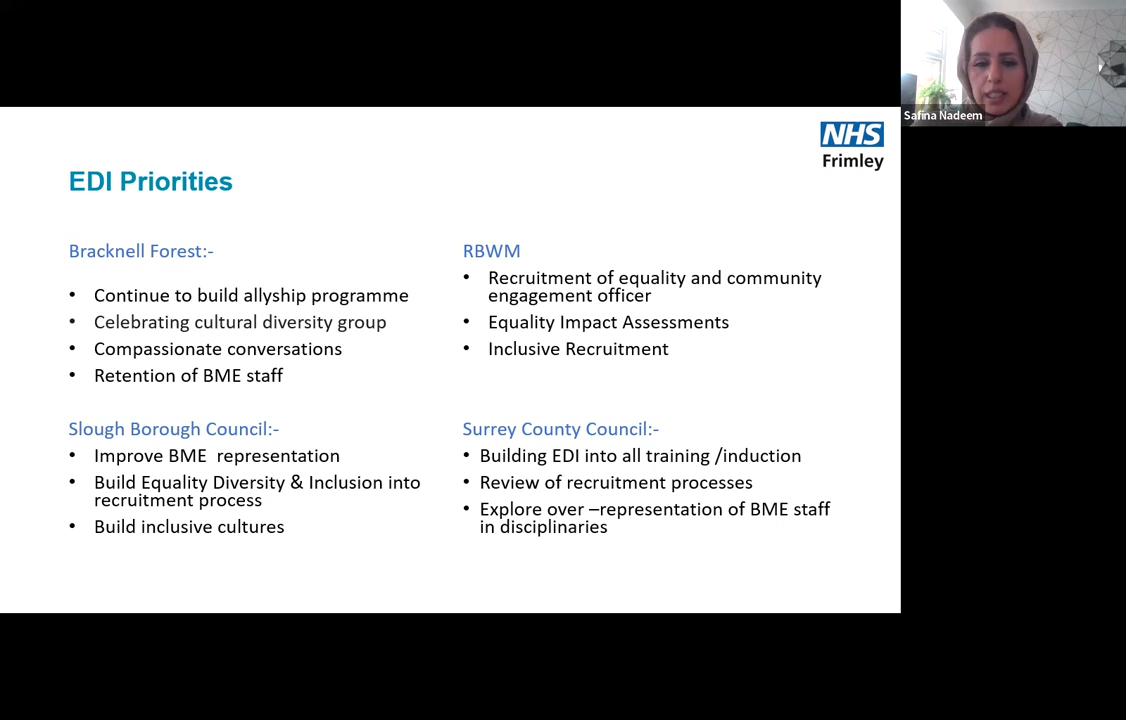 Safina Nadeem
NHS
Frimley
EDI Priorities
Bracknell Forest:-
• Continue to build allyship programme
• Celebrating cultural diversity group
• Compassionate conversations
• Retention of BME staff
RBWM
• Recruitment of equality and community
engagement officer
• Equality Impact Assessments
• Inclusive Recruitment
Slough Borough Council:-
• Improve BME  representation
• Build Equality Diversity & Inclusion into
recruitment process
• Build inclusive cultures
Surrey County Council:-
• Building EDI into all training /induction
• Review of recruitment processes
• Explore over –representation of BME staff
in disciplinaries